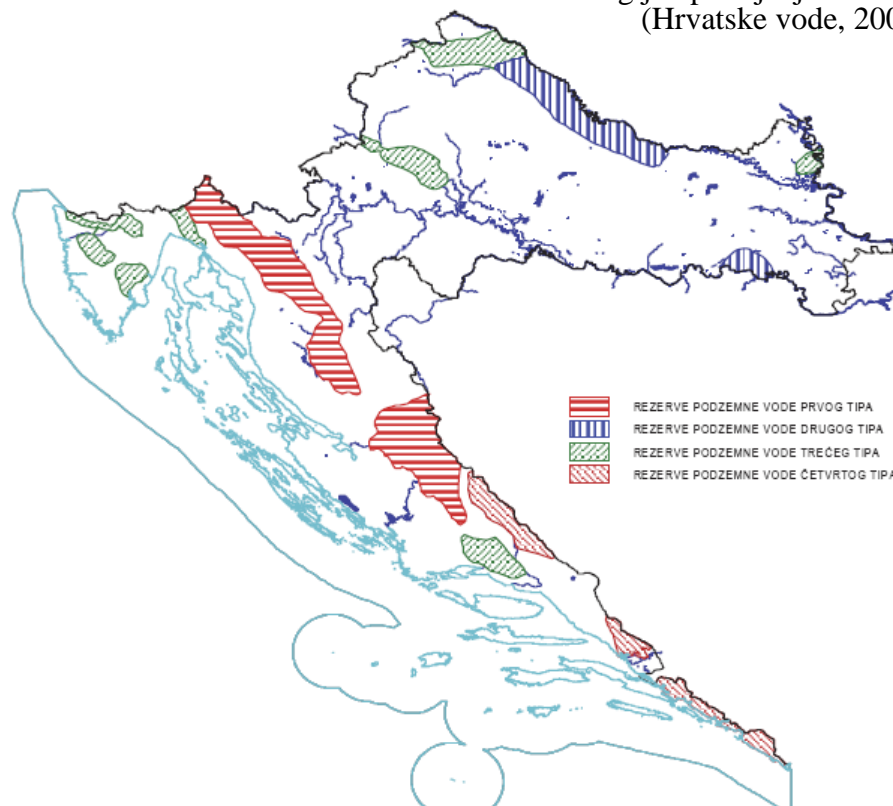 (Hrvatske vode, 200
REZERVE PODZEMNE VODE PRVOG TIPA
REZERVE PODZEMNE VODE DRUGOG TIPA
REZERVE PODZEMNE VODE TREĆEG TIPA
REZERVE PODZEMNE VODE ČETVRTOG TIPA